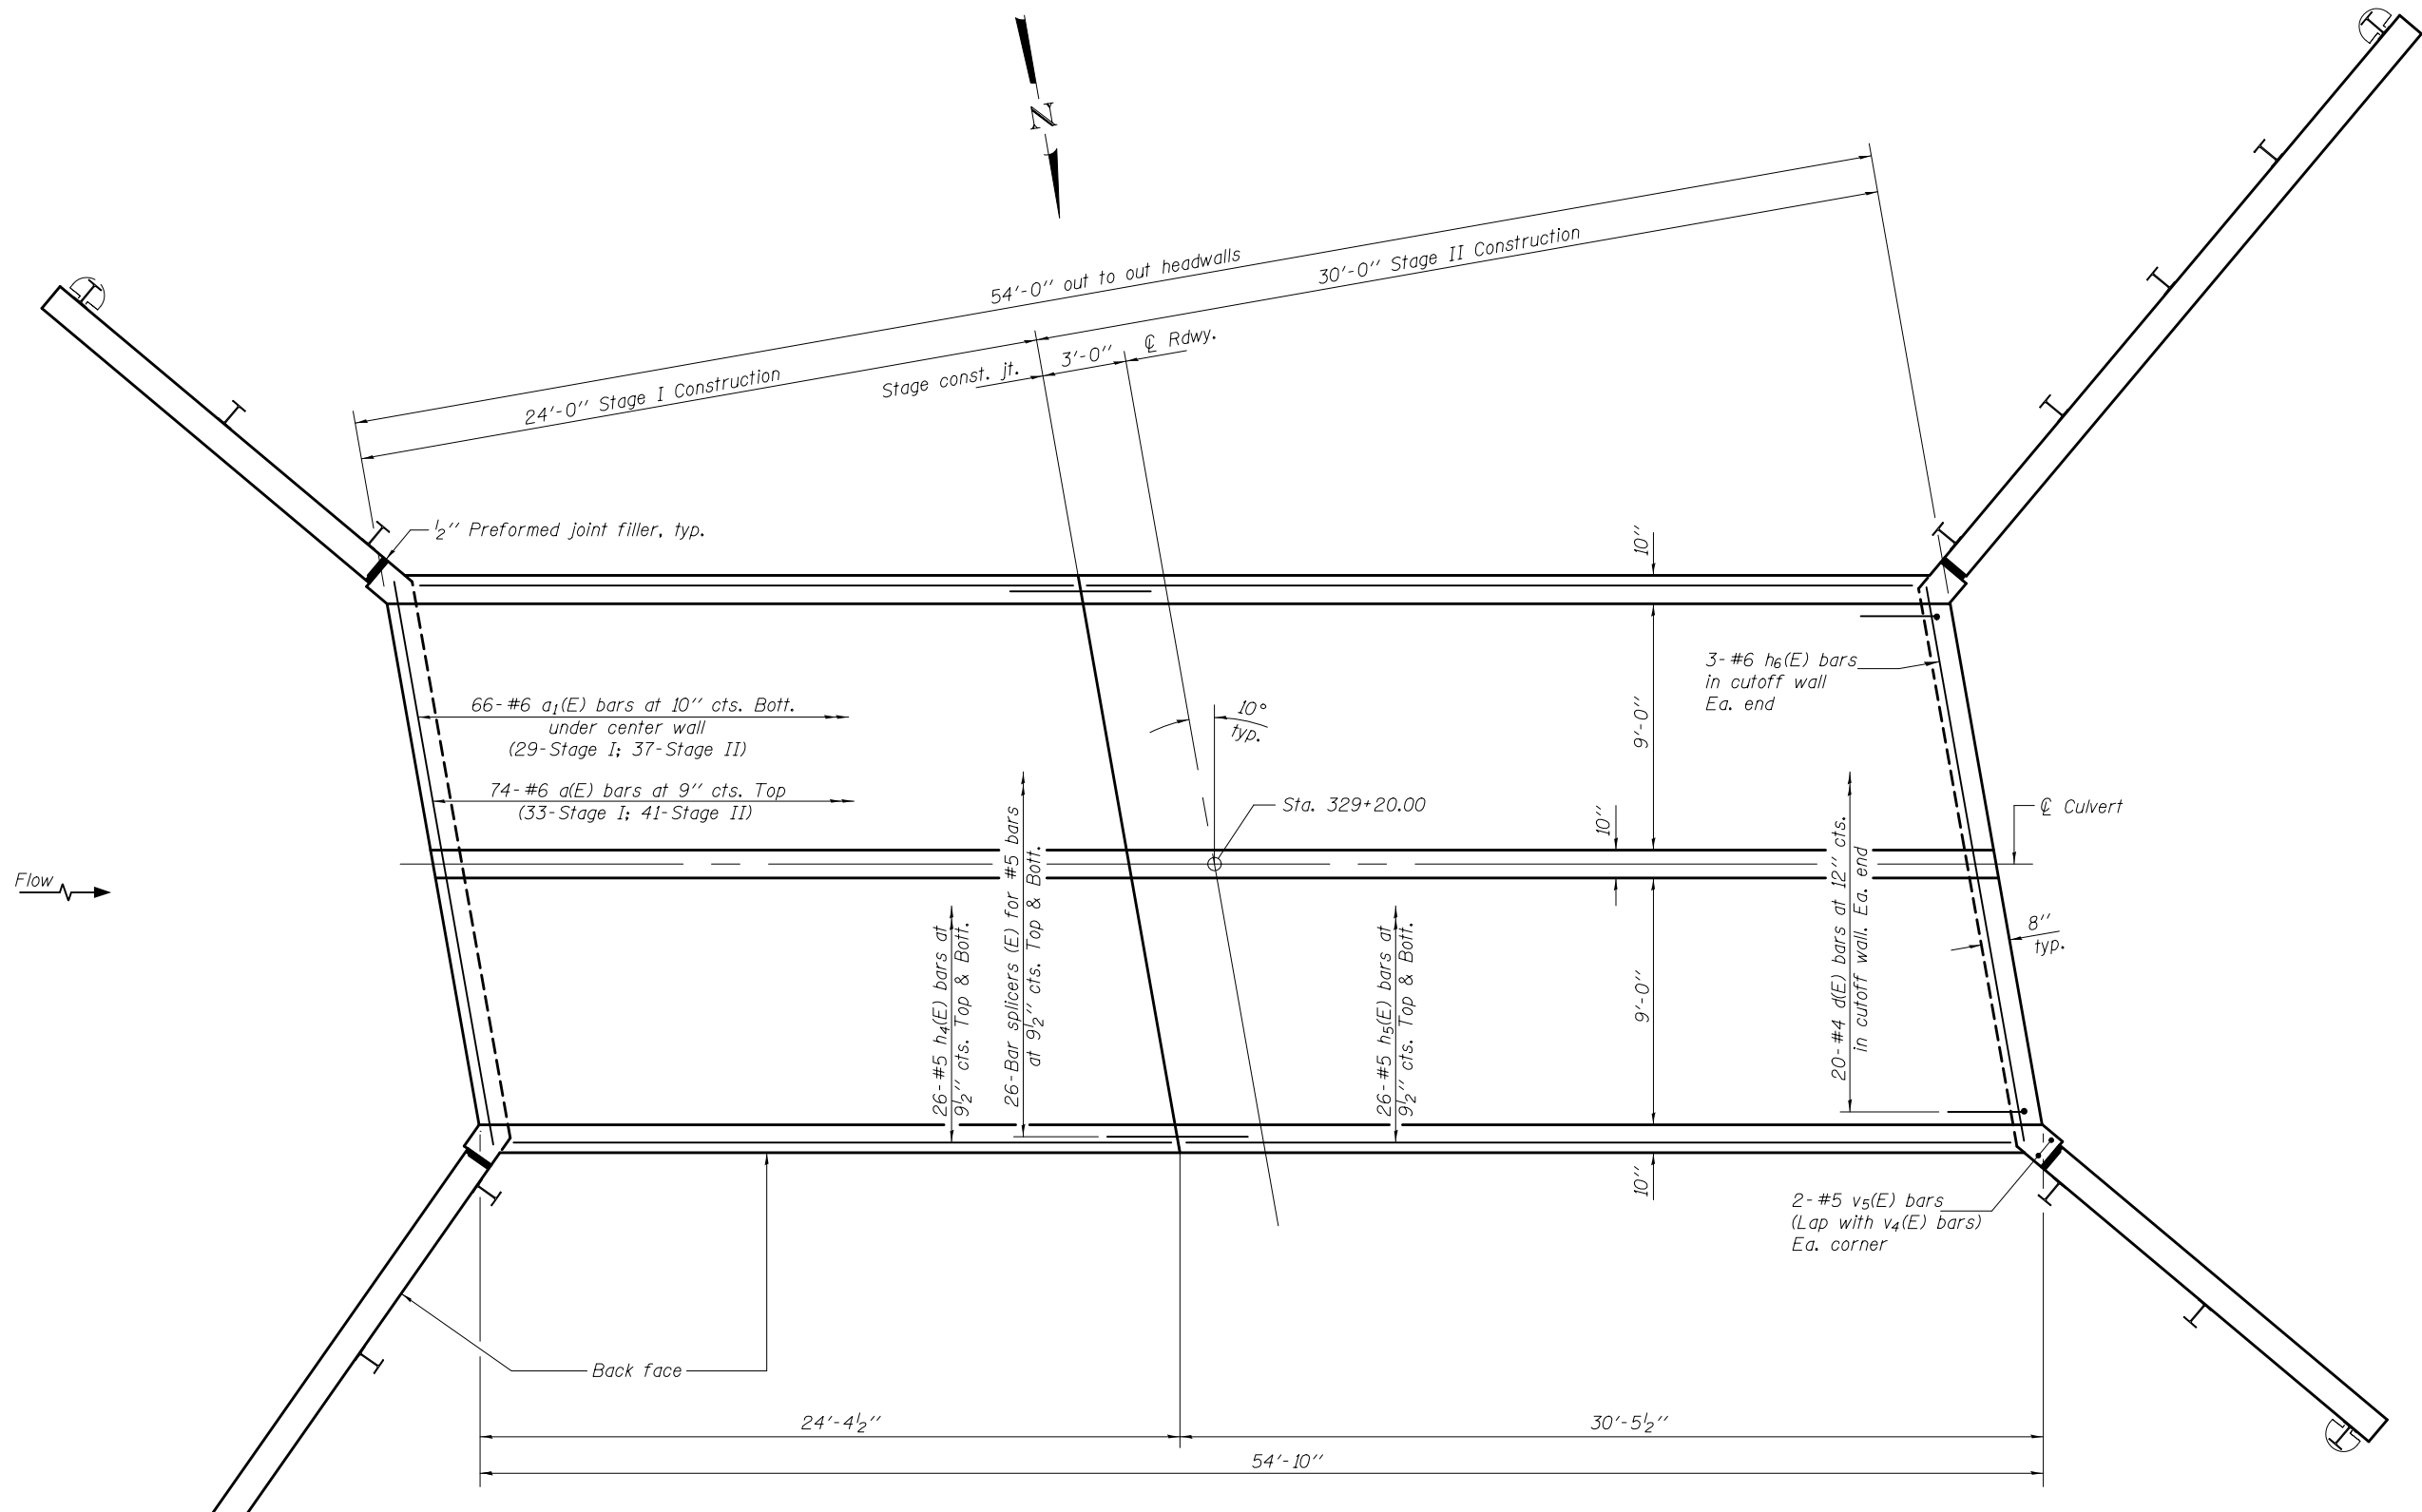 N
54'-0" out to out headwalls
30'-0" Stage II Construction
24'-0" Stage I Construction
3'-0"
℄ Rdwy.
Stage const. jt.
½" Preformed joint filler, typ.
10"
3-#6 h₆(E) bars
in cutoff wall
Ea. end
66-#6 a₁(E) bars at 10" cts. Bott.
under center wall
(29-Stage I; 37-Stage II)
10°
typ.
9'-0"
74-#6 a(E) bars at 9" cts. Top
(33-Stage I; 41-Stage II)
Sta. 329+20.00
10"
℄ Culvert
Flow
26-#5 h₄(E) bars at
9½" cts. Top & Bott.
26-Bar splicers (E) for #5 bars
at 9½" cts. Top & Bott.
26-#5 h₅(E) bars at
9½" cts. Top & Bott.
9'-0"
20-#4 d(E) bars at 12" cts.
in cutoff wall. Ea. end
8"
typ.
10"
2-#5 v₅(E) bars
(Lap with v₄(E) bars)
Ea. corner
Back face
24'-4½"
30'-5½"
54'-10"